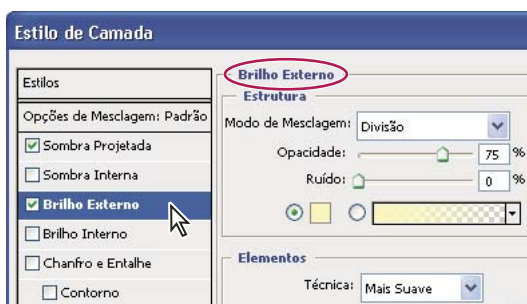 Estilo de Camada
Estilos
Opções de Mesclagem: Padrão
Sombra Projetada
Sombra Interna
Brilho Externo
Brilho Interno
Chanfro e Entalhe
Contorno
Brilho Externo
Estrutura
Modo de Mesclagem: Divisão
Opacidade: 75 %
Ruído: 0 %
Elementos
Técnica: Mais Suave